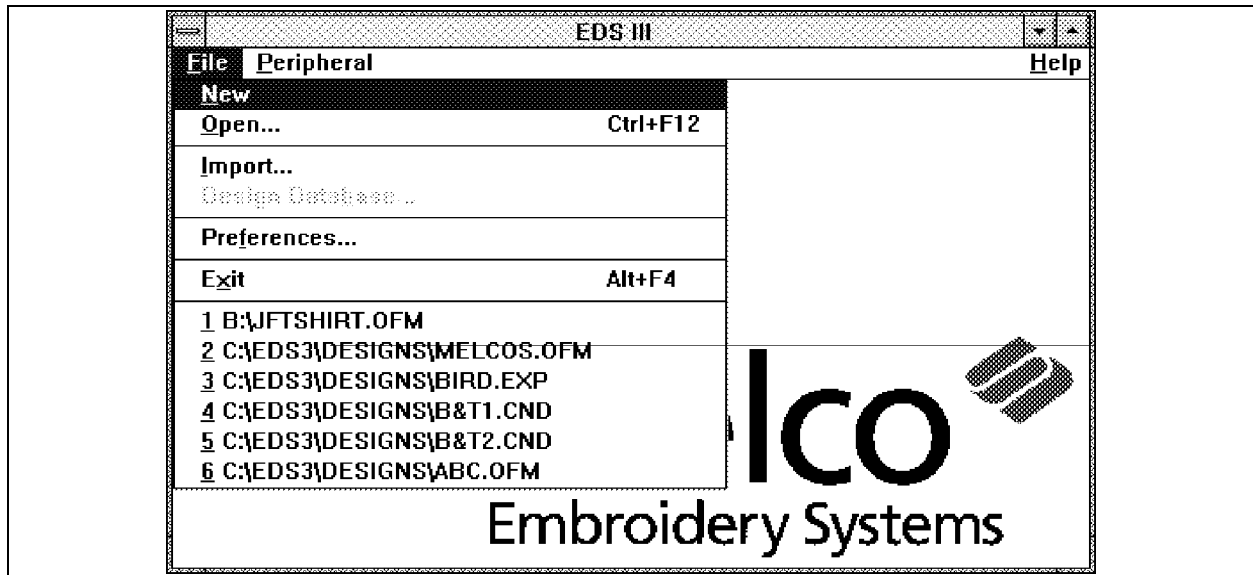 EDS III
File Peripheral Help
New
Open... Ctrl+F12
Import...
Design Database...
Preferences...
Exit Alt+F4
1 B:\JFTSHIRT.OFM
2 C:\EDS3\DESIGNS\MELCOS.OFM
3 C:\EDS3\DESIGNS\BIRD.EXP
4 C:\EDS3\DESIGNS\B&T1.CND
5 C:\EDS3\DESIGNS\B&T2.CND
6 C:\EDS3\DESIGNS\ABC.OFM
lco
Embroidery Systems